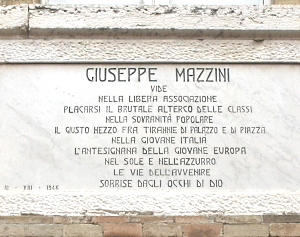 GIUSEPPE MAZZINI
VIDE
NELLA LIBERA ASSOCIAZIONE
PLACARSI IL BRUTALE ALTERCO DELLE CLASSI
NELLA SOVRANITÀ POPOLARE
IL GIUSTO MEZZO FRA TIRANNIE DI PALAZZO E DI PIAZZA
NELLA GIOVANE ITALIA
L'ANTESIGNANA DELLA GIOVANE EUROPA
NEL SOLE E NELL'AZZURRO
LE VIE DELL'AVVENIRE
SORRISE DAGLI OCCHI DI DIO
VIII - 1946